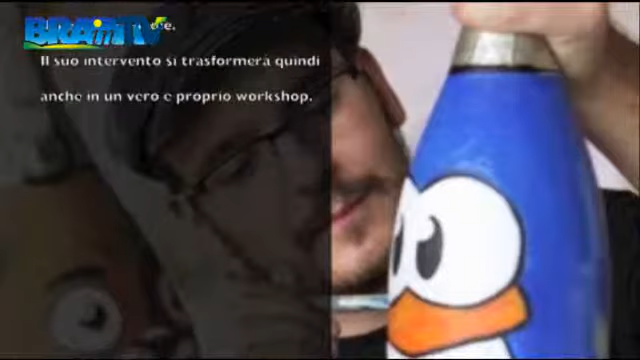 BRAinTV
Il suo intervento si trasformerà quindi
anche in un vero e proprio workshop.